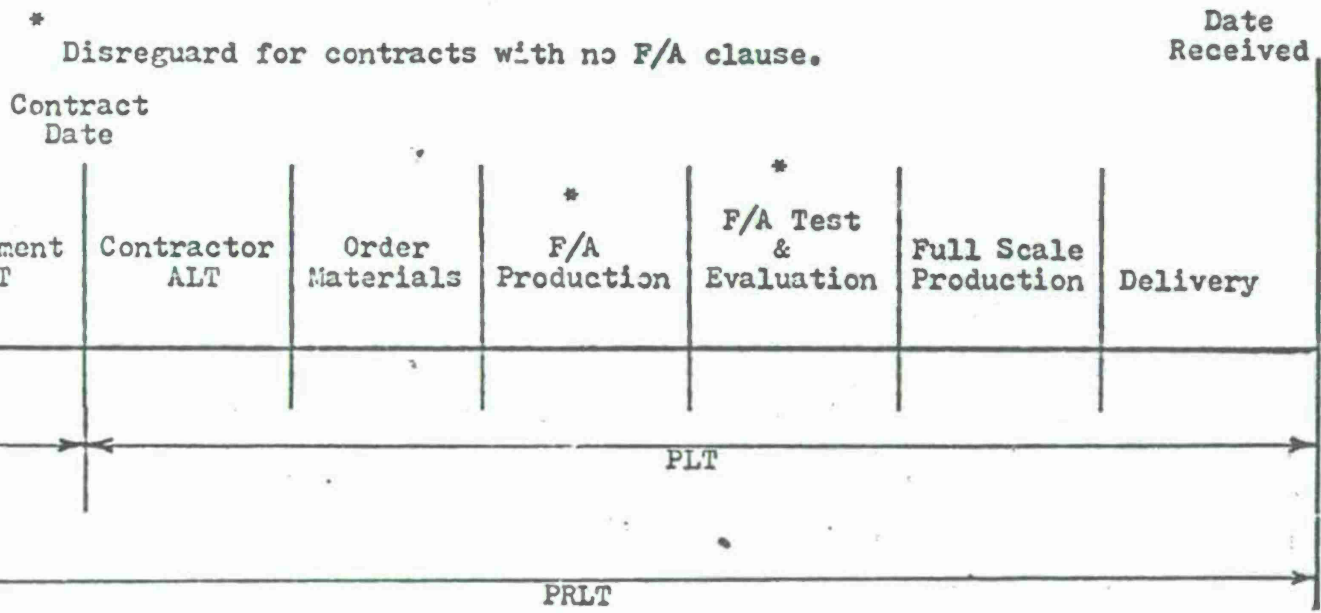 *
Disreguard for contracts with no F/A clause.
Date
Received
Contract
Date
ment
T
Contractor
ALT
Order
Materials
*
F/A
Production
*
F/A Test
&
Evaluation
Full Scale
Production
Delivery
PLT
PRLT